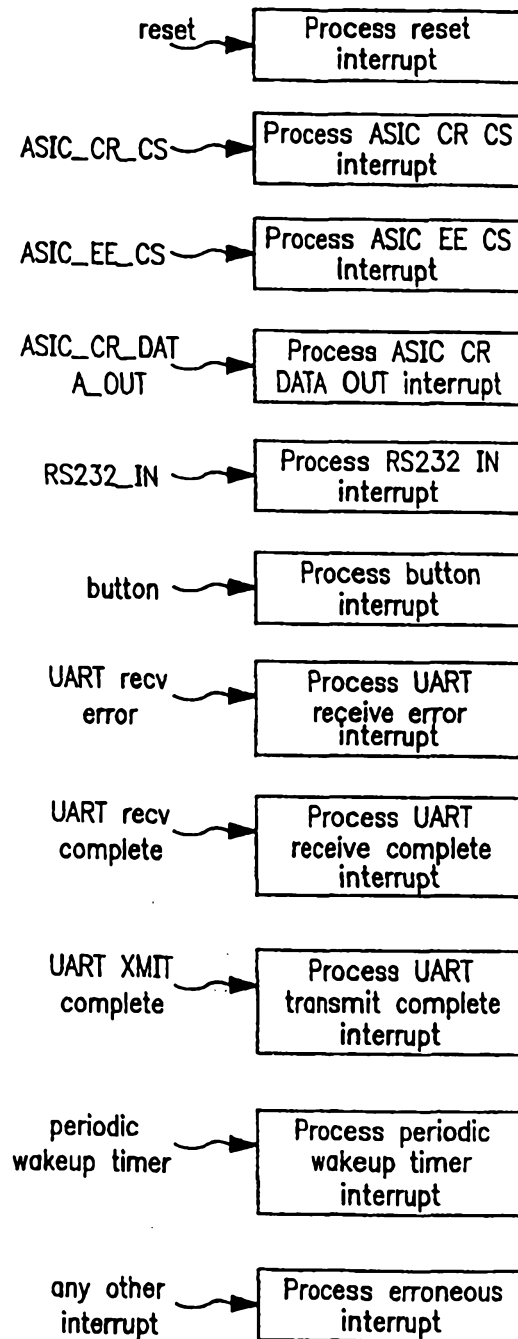 reset
Process reset
interrupt
ASIC_CR_CS
Process ASIC CR CS
interrupt
ASIC_EE_CS
Process ASIC EE CS
interrupt
ASIC_CR_DAT
A_OUT
Process ASIC CR
DATA OUT interrupt
RS232_IN
Process RS232 IN
interrupt
button
Process button
interrupt
UART recv
error
Process UART
receive error
interrupt
UART recv
complete
Process UART
receive complete
interrupt
UART XMIT
complete
Process UART
transmit complete
interrupt
periodic
wakeup timer
Process periodic
wakeup timer
interrupt
any other
interrupt
Process erroneous
interrupt